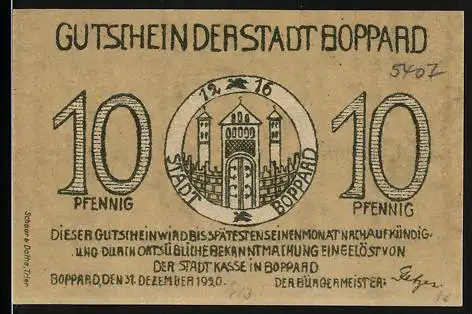 GUTSCHEIN DER STADT BOPPARD
5407
12 16
10 10
STADT BOPPARD
PFENNIG PFENNIG
DIESER GUTSCHEIN WIRD BIS SPÄTESTENS EINEN MONAT NACH AUFKÜNDIG-
UNG DURCH ORTSÜBLICHE BEKANNTMACHUNG EINGELÖST VON
DER STADTKASSE IN BOPPARD
BOPPARD, DEN 31. DEZEMBER 1920. DER BÜRGERMEISTER: